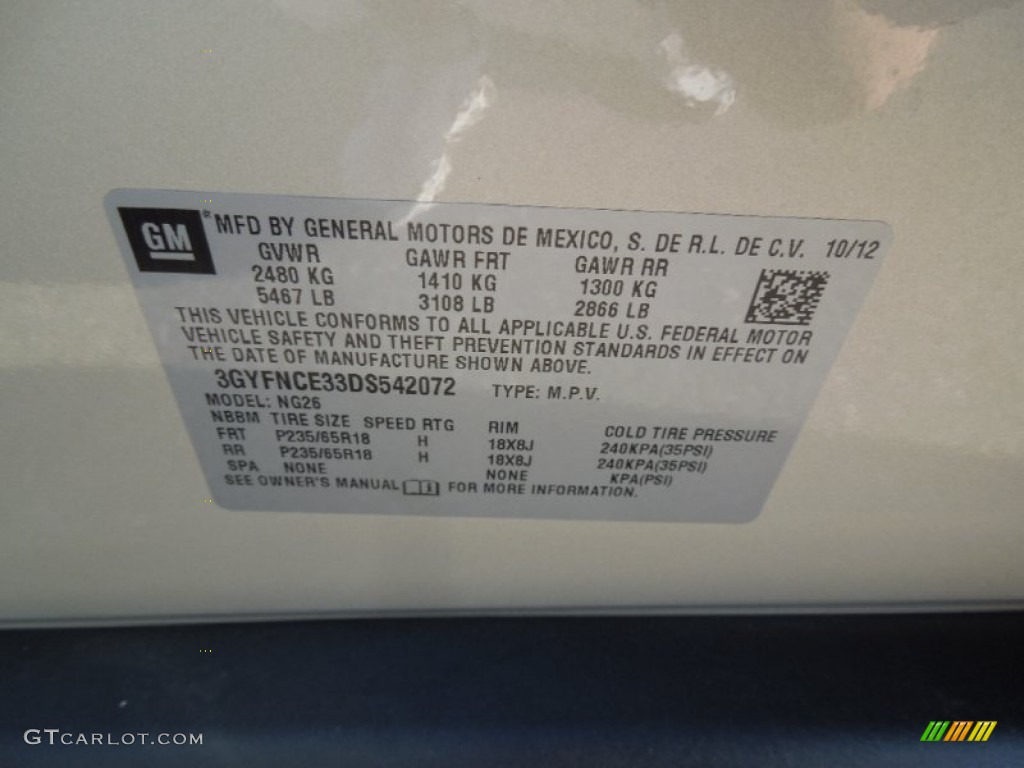 GM
MFD BY GENERAL MOTORS DE MEXICO, S. DE R.L. DE C.V. 10/12
GVWR GAWR FRT GAWR RR
2480 KG 1410 KG 1300 KG
5467 LB 3108 LB 2866 LB
THIS VEHICLE CONFORMS TO ALL APPLICABLE U.S. FEDERAL MOTOR
VEHICLE SAFETY AND THEFT PREVENTION STANDARDS IN EFFECT ON
THE DATE OF MANUFACTURE SHOWN ABOVE.
3GYFNCE33DS542072 TYPE: M.P.V.
MODEL: NG26
NBBM TIRE SIZE SPEED RTG RIM COLD TIRE PRESSURE
FRT P235/65R18 H 18X8J 240KPA(35PSI)
RR P235/65R18 H 18X8J 240KPA(35PSI)
SPA NONE NONE KPA(PSI)
SEE OWNER'S MANUAL FOR MORE INFORMATION.
GTCARLOT.COM